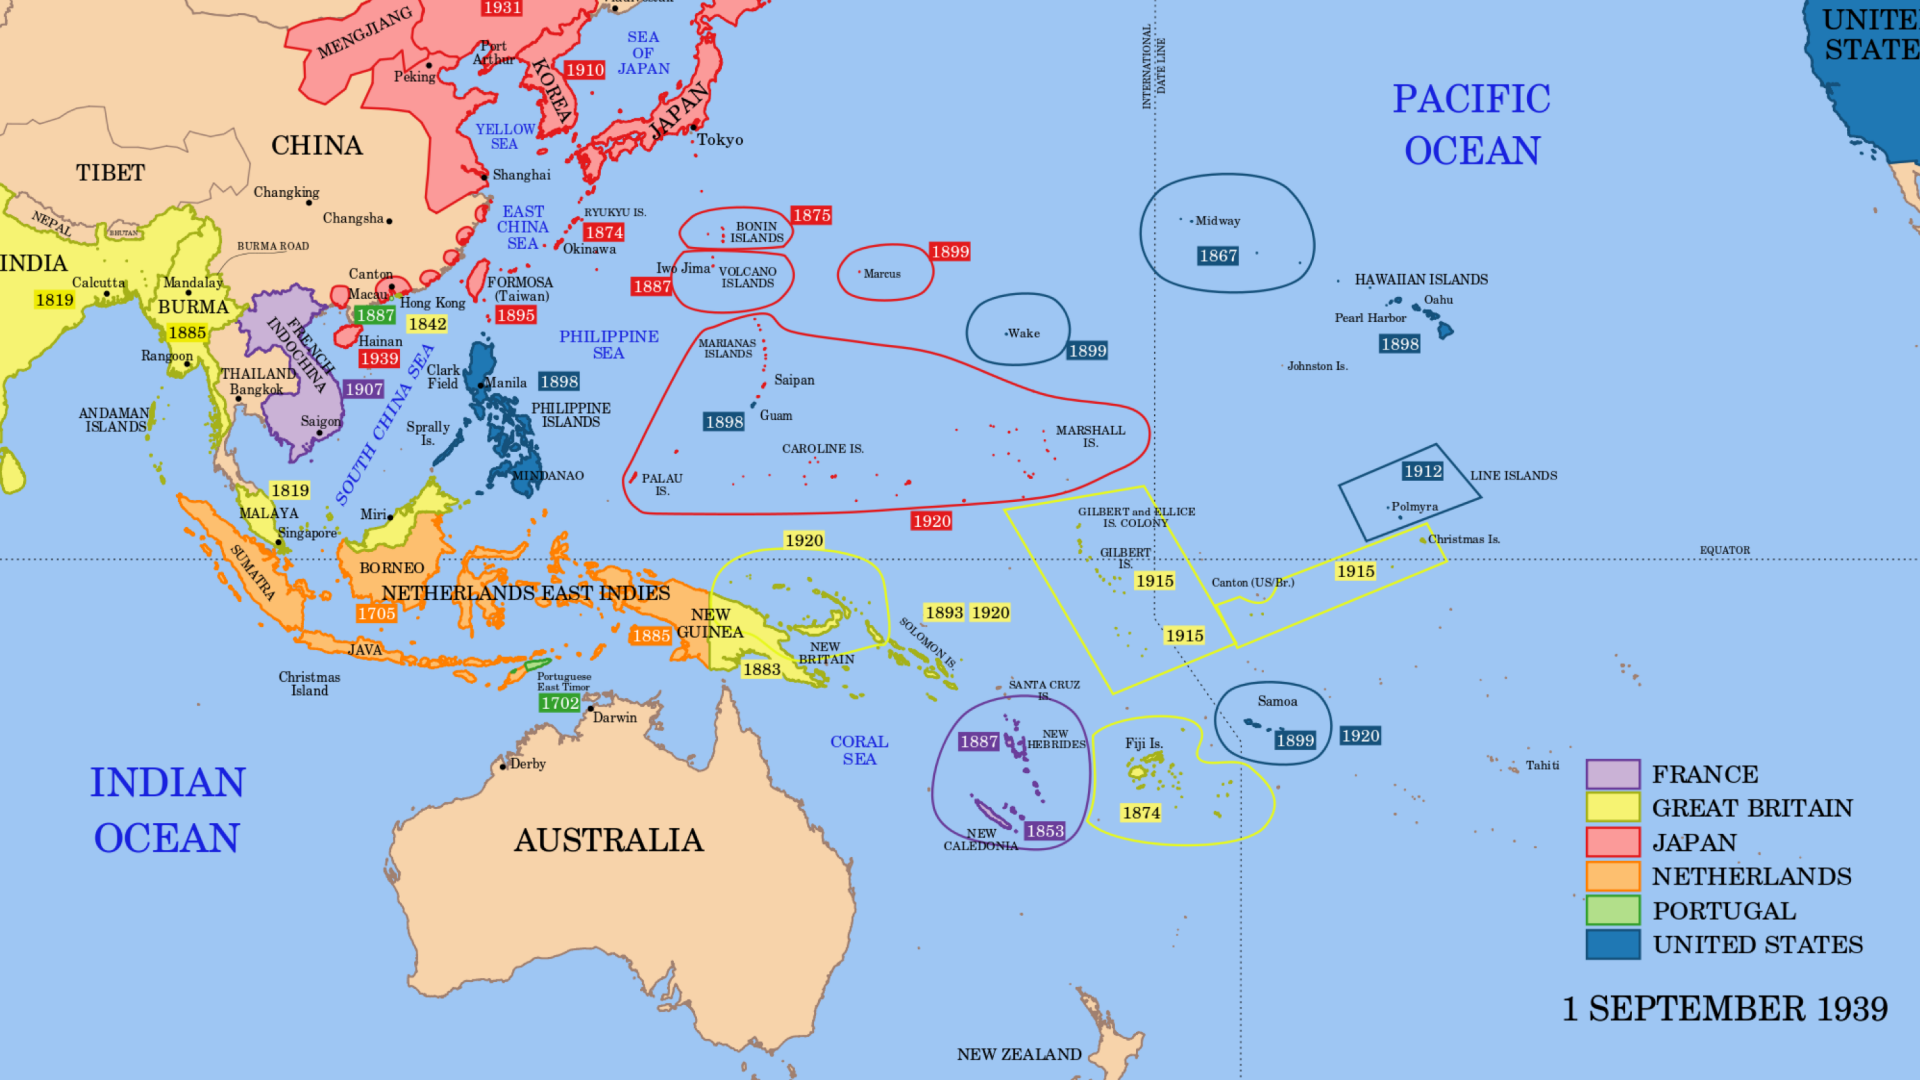 1931
UNITE
STATE
MENGJIANG
Port
Arthur
SEA
OF
JAPAN
Peking
KOREA
1910
JAPAN
INTERNATIONAL
DATE LINE
PACIFIC
OCEAN
CHINA
YELLOW
SEA
Tokyo
TIBET
Shanghai
Changking
Changsha
NEPAL
BHUTAN
EAST
CHINA
SEA
RYUKYU IS.
1874
Okinawa
BONIN
ISLANDS
1875
Midway
1867
BURMA ROAD
INDIA
1819
Calcutta
Mandalay
BURMA
1885
Rangoon
Canton
Macau
1887
Hong Kong
1842
FORMOSA
(Taiwan)
1895
Iwo Jima
VOLCANO
ISLANDS
1887
Marcus
1899
HAWAIIAN ISLANDS
Oahu
Pearl Harbor
1898
Hainan
1939
FRENCH
INDOCHINA
1907
PHILIPPINE
SEA
MARIANAS
ISLANDS
Wake
1899
Johnston Is.
THAILAND
Bangkok
Saigon
SOUTH CHINA SEA
Clark
Field
Manila
1898
PHILIPPINE
ISLANDS
Saipan
Guam
1898
ANDAMAN
ISLANDS
Sprally
Is.
MINDANAO
CAROLINE IS.
MARSHALL
IS.
PALAU
IS.
1920
1912
LINE ISLANDS
Polmyra
1819
MALAYA
Singapore
Miri
GILBERT and ELLICE
IS. COLONY
GILBERT
IS.
1915
1920
Christmas Is.
1915
Canton (US/Br.)
EQUATOR
SUMATRA
BORNEO
NETHERLANDS EAST INDIES
1705
1885
NEW
GUINEA
1893
1920
SOLOMON IS.
1915
JAVA
NEW
BRITAIN
1883
Christmas
Island
Portuguese
East Timor
1702
Darwin
SANTA CRUZ
IS.
Samoa
1899
1920
Derby
CORAL
SEA
1887
NEW
HEBRIDES
Fiji Is.
1874
Tahiti
INDIAN
OCEAN
AUSTRALIA
NEW
CALEDONIA
1853
FRANCE
GREAT BRITAIN
JAPAN
NETHERLANDS
PORTUGAL
UNITED STATES
1 SEPTEMBER 1939
NEW ZEALAND